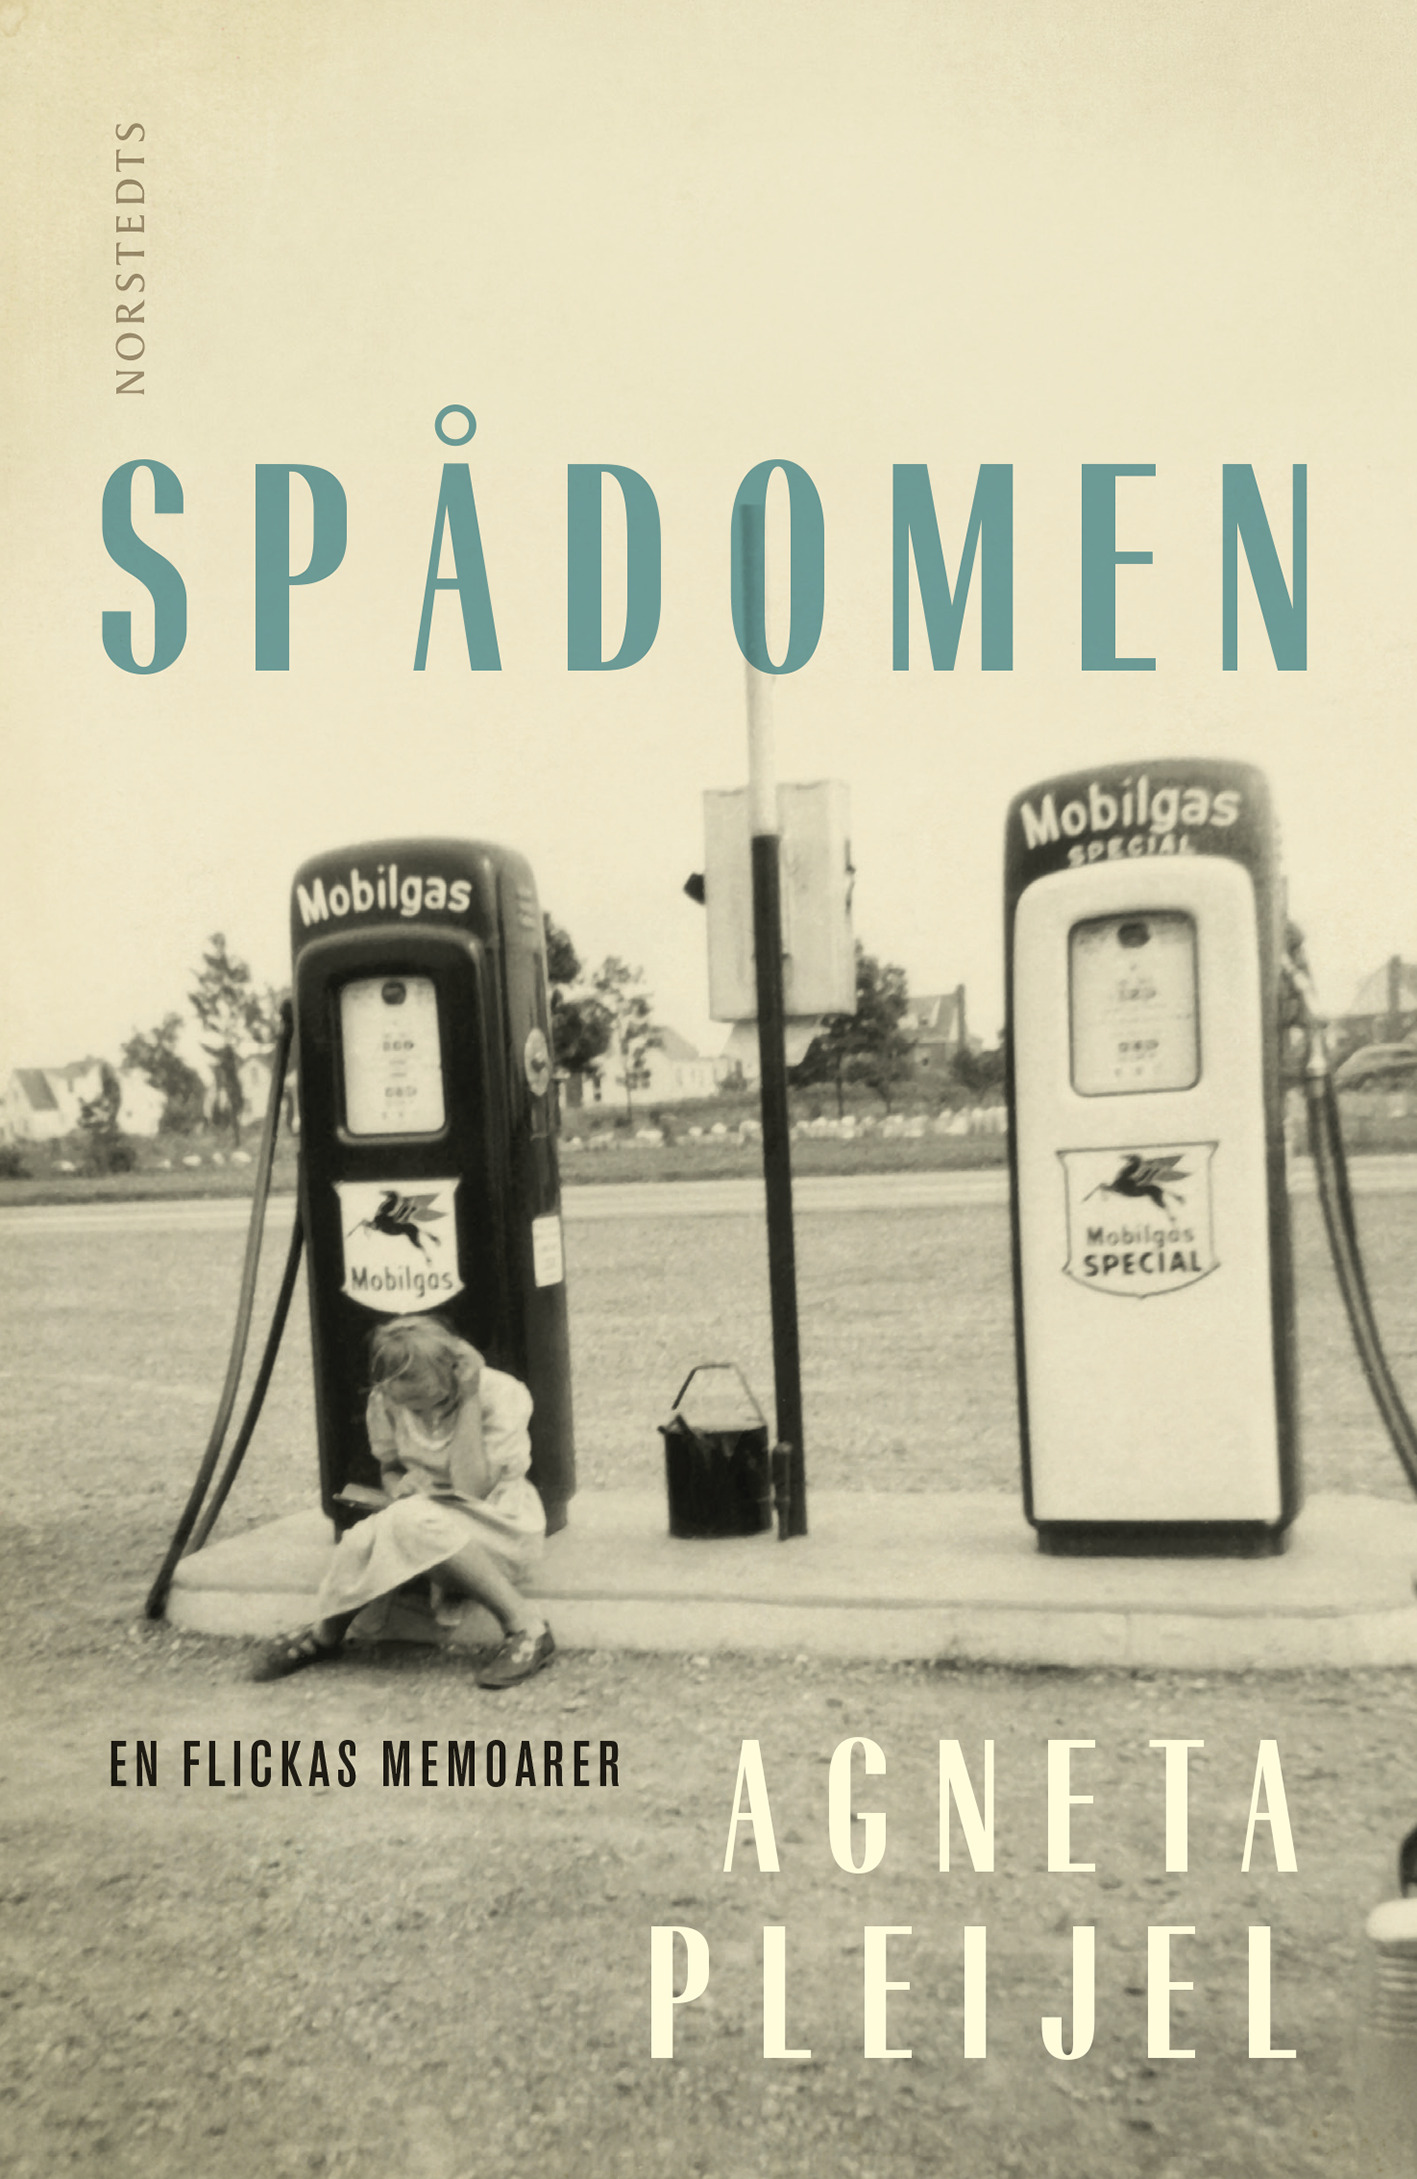 NORSTEDTS
SPÅDOMEN
Mobilgas
SPECIAL
Mobilgas
Mobilgas
Mobilgas
SPECIAL
EN FLICKAS MEMOARER
AGNETA
PLEIJEL